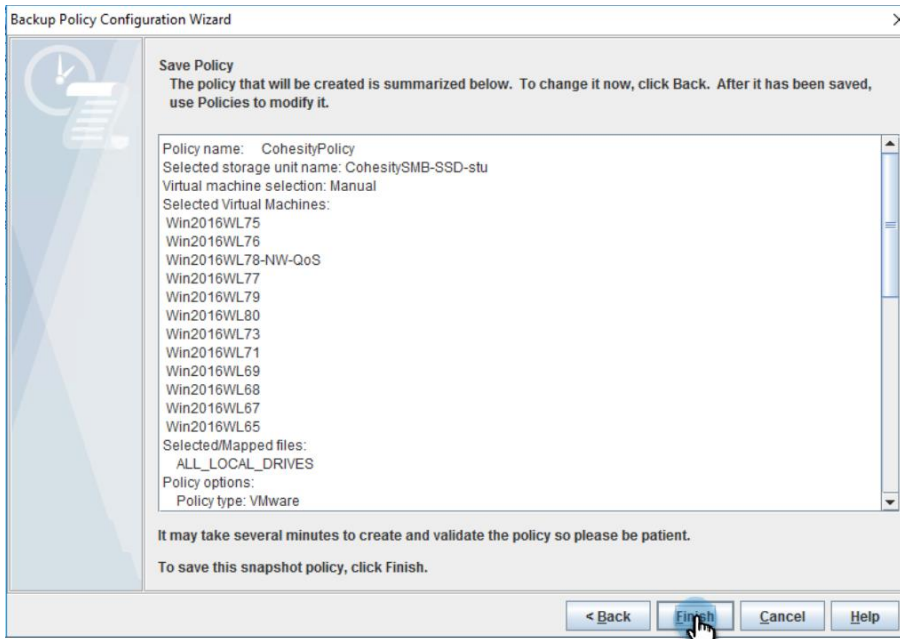 Backup Policy Configuration Wizard
Save Policy
The policy that will be created is summarized below. To change it now, click Back. After it has been saved,
use Policies to modify it.
Policy name: CohesityPolicy
Selected storage unit name: CohesitySMB-SSD-stu
Virtual machine selection: Manual
Selected Virtual Machines:
Win2016WL75
Win2016WL76
Win2016WL78-NW-QoS
Win2016WL77
Win2016WL79
Win2016WL80
Win2016WL73
Win2016WL71
Win2016WL69
Win2016WL68
Win2016WL67
Win2016WL65
Selected/Mapped files:
ALL_LOCAL_DRIVES
Policy options:
Policy type: VMware
It may take several minutes to create and validate the policy so please be patient.
To save this snapshot policy, click Finish.
< Back Finish Cancel Help